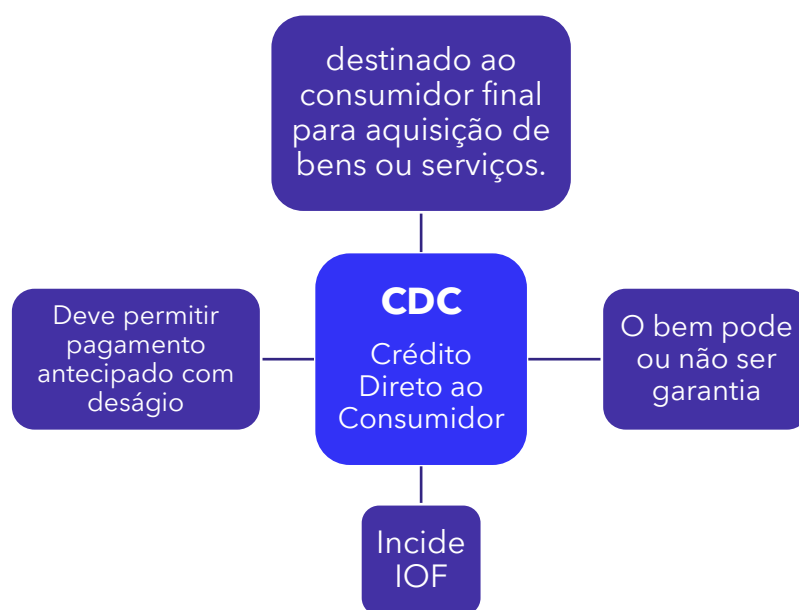 destinado ao
consumidor final
para aquisição de
bens ou serviços.
Deve permitir
pagamento
antecipado com
deságio
CDC
Crédito
Direto ao
Consumidor
O bem pode
ou não ser
garantia
Incide
IOF